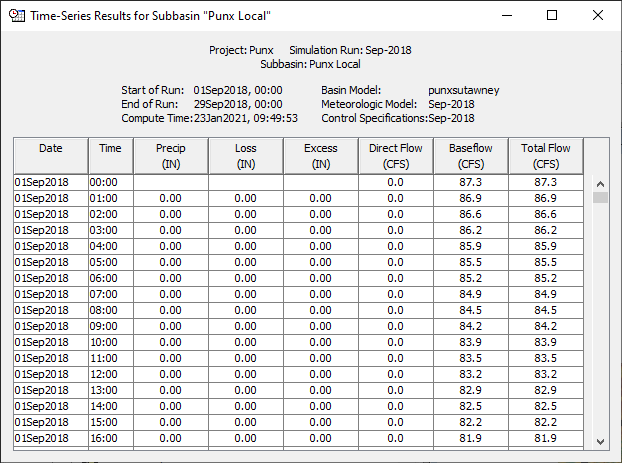 Time-Series Results for Subbasin "Punx Local"
Project: Punx Simulation Run: Sep-2018
Subbasin: Punx Local
Start of Run: 01Sep2018, 00:00 Basin Model: punxsutawney
End of Run: 29Sep2018, 00:00 Meteorologic Model: Sep-2018
Compute Time:23Jan2021, 09:49:53 Control Specifications:Sep-2018
Date Time Precip Loss Excess Direct Flow Baseflow Total Flow
(IN) (IN) (IN) (CFS) (CFS) (CFS)
01Sep2018 00:00 0.0 87.3 87.3
01Sep2018 01:00 0.00 0.00 0.00 0.0 86.9 86.9
01Sep2018 02:00 0.00 0.00 0.00 0.0 86.6 86.6
01Sep2018 03:00 0.00 0.00 0.00 0.0 86.2 86.2
01Sep2018 04:00 0.00 0.00 0.00 0.0 85.9 85.9
01Sep2018 05:00 0.00 0.00 0.00 0.0 85.5 85.5
01Sep2018 06:00 0.00 0.00 0.00 0.0 85.2 85.2
01Sep2018 07:00 0.00 0.00 0.00 0.0 84.9 84.9
01Sep2018 08:00 0.00 0.00 0.00 0.0 84.5 84.5
01Sep2018 09:00 0.00 0.00 0.00 0.0 84.2 84.2
01Sep2018 10:00 0.00 0.00 0.00 0.0 83.9 83.9
01Sep2018 11:00 0.00 0.00 0.00 0.0 83.5 83.5
01Sep2018 12:00 0.00 0.00 0.00 0.0 83.2 83.2
01Sep2018 13:00 0.00 0.00 0.00 0.0 82.9 82.9
01Sep2018 14:00 0.00 0.00 0.00 0.0 82.5 82.5
01Sep2018 15:00 0.00 0.00 0.00 0.0 82.2 82.2
01Sep2018 16:00 0.00 0.00 0.00 0.0 81.9 81.9